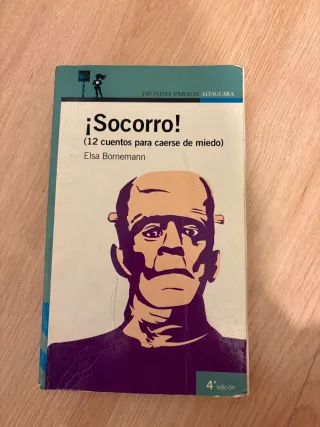 PRÓXIMA PARADA ALFAGUARA
¡Socorro!
(12 cuentos para caerse de miedo)
Elsa Bornemann
4ª edición